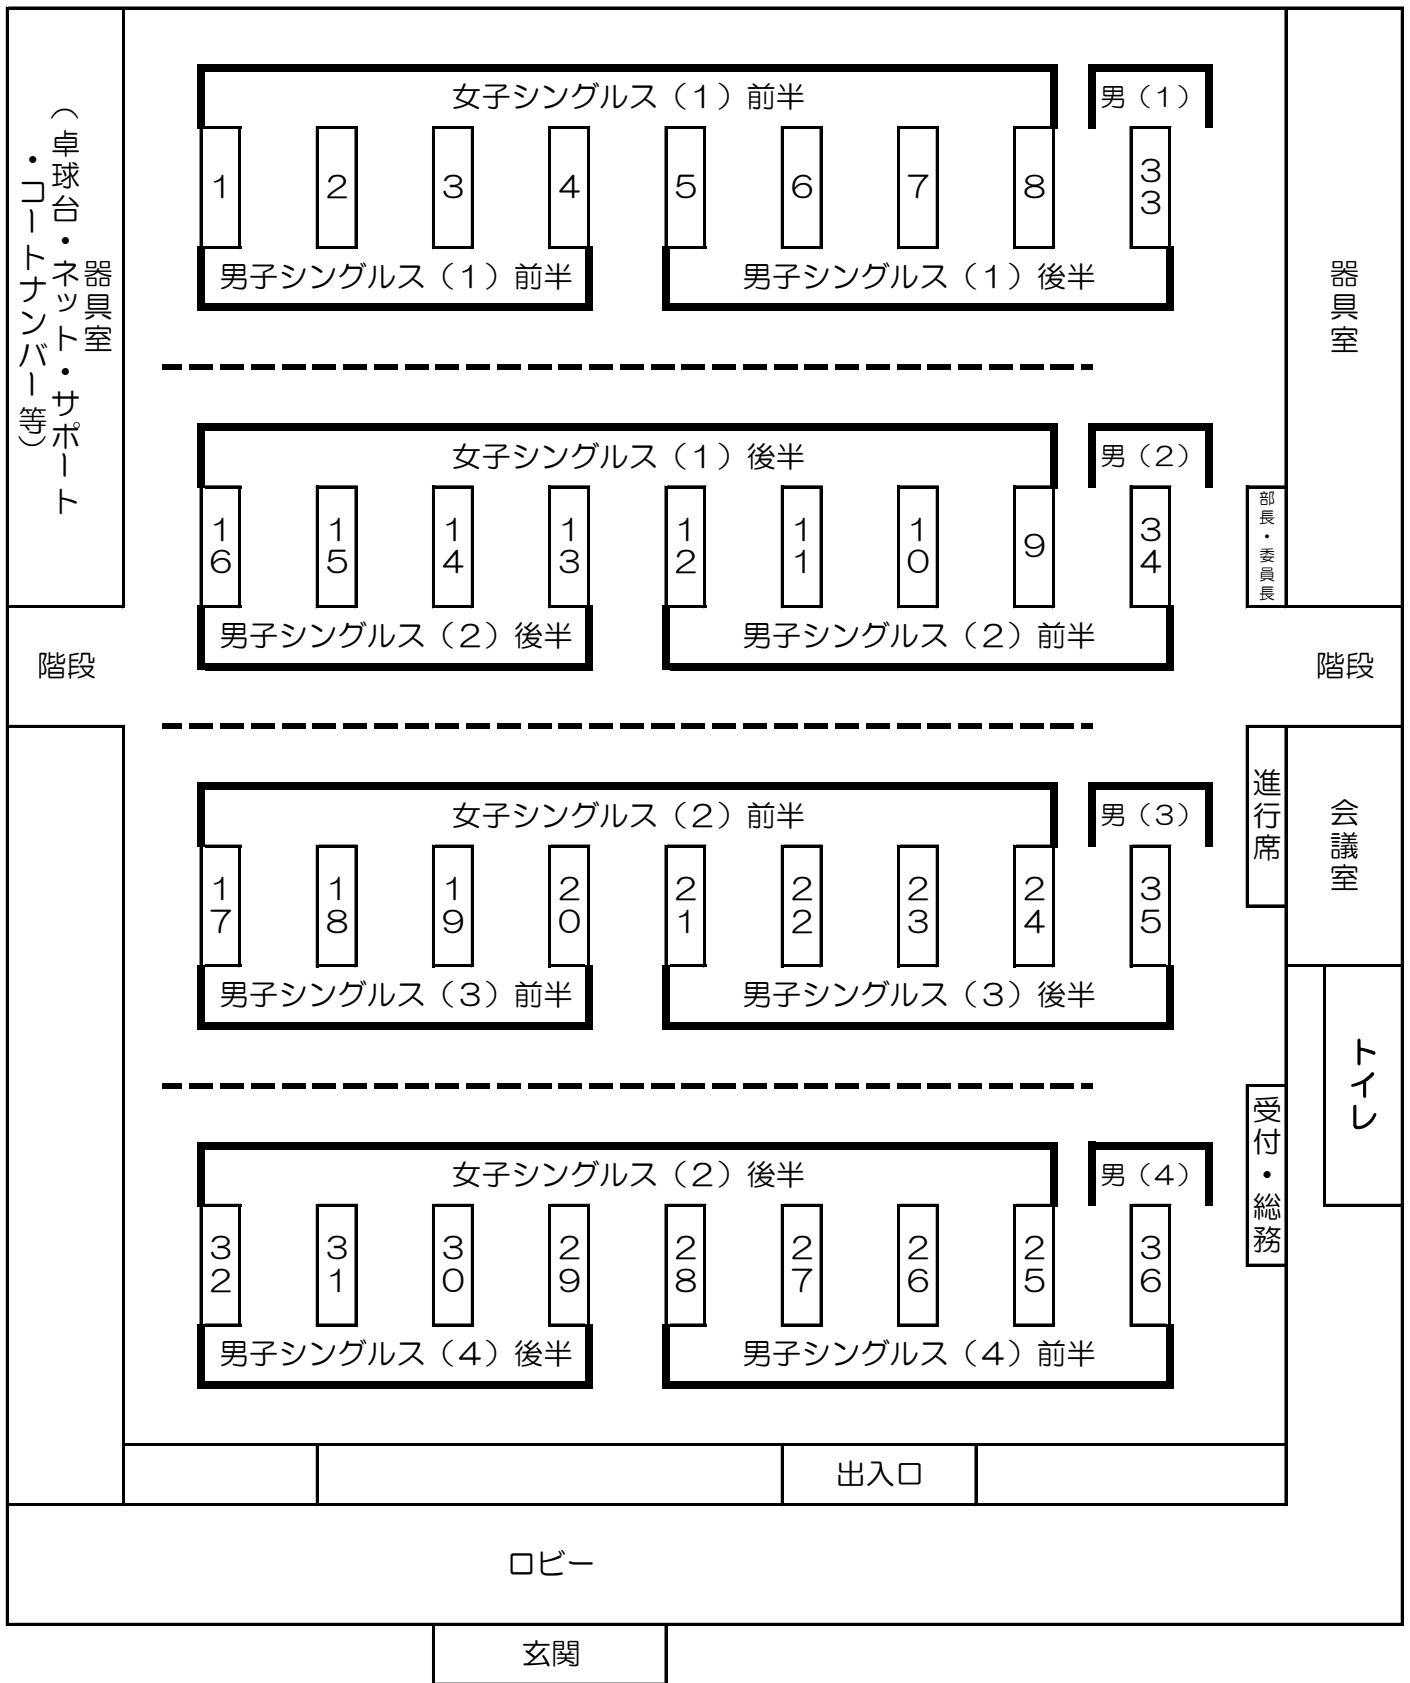 女子シングルス（1）前半
男（1）
1
2
3
4
5
6
7
8
33
男子シングルス（1）前半
男子シングルス（1）後半
器具室
（卓球台・ネット・サポート
・コートナンバー等）
器具室
女子シングルス（1）後半
男（2）
16
15
14
13
12
11
10
9
34
部長・委員長
男子シングルス（2）後半
男子シングルス（2）前半
階段
階段
女子シングルス（2）前半
男（3）
進行席
会議室
17
18
19
20
21
22
23
24
35
男子シングルス（3）前半
男子シングルス（3）後半
トイレ
受付・総務
女子シングルス（2）後半
男（4）
32
31
30
29
28
27
26
25
36
男子シングルス（4）後半
男子シングルス（4）前半
出入口
ロビー
玄関